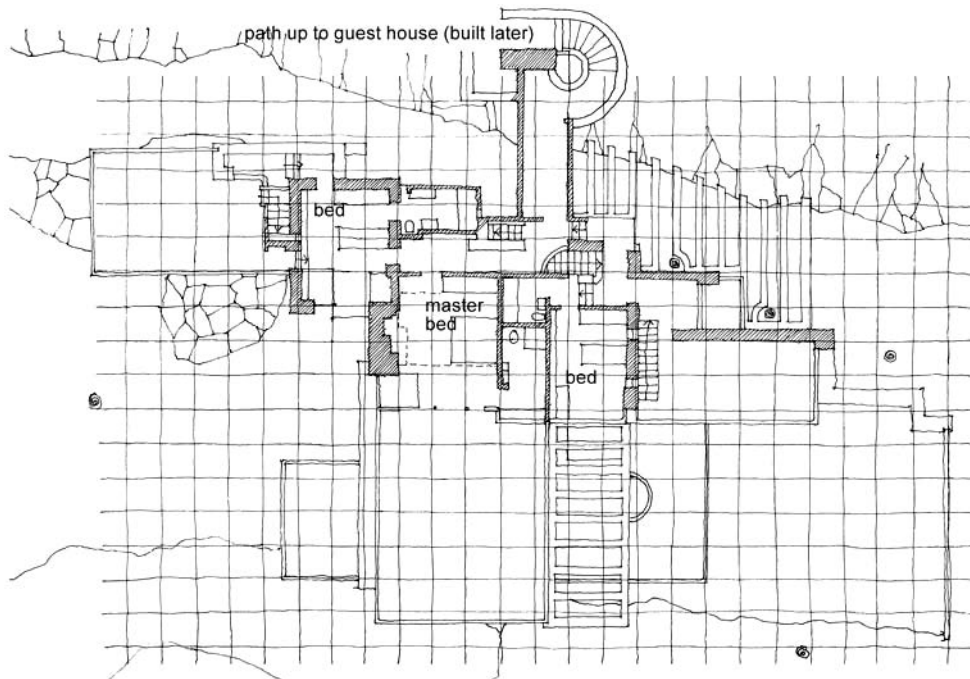 path up to guest house (built later)
bed
master
bed
bed